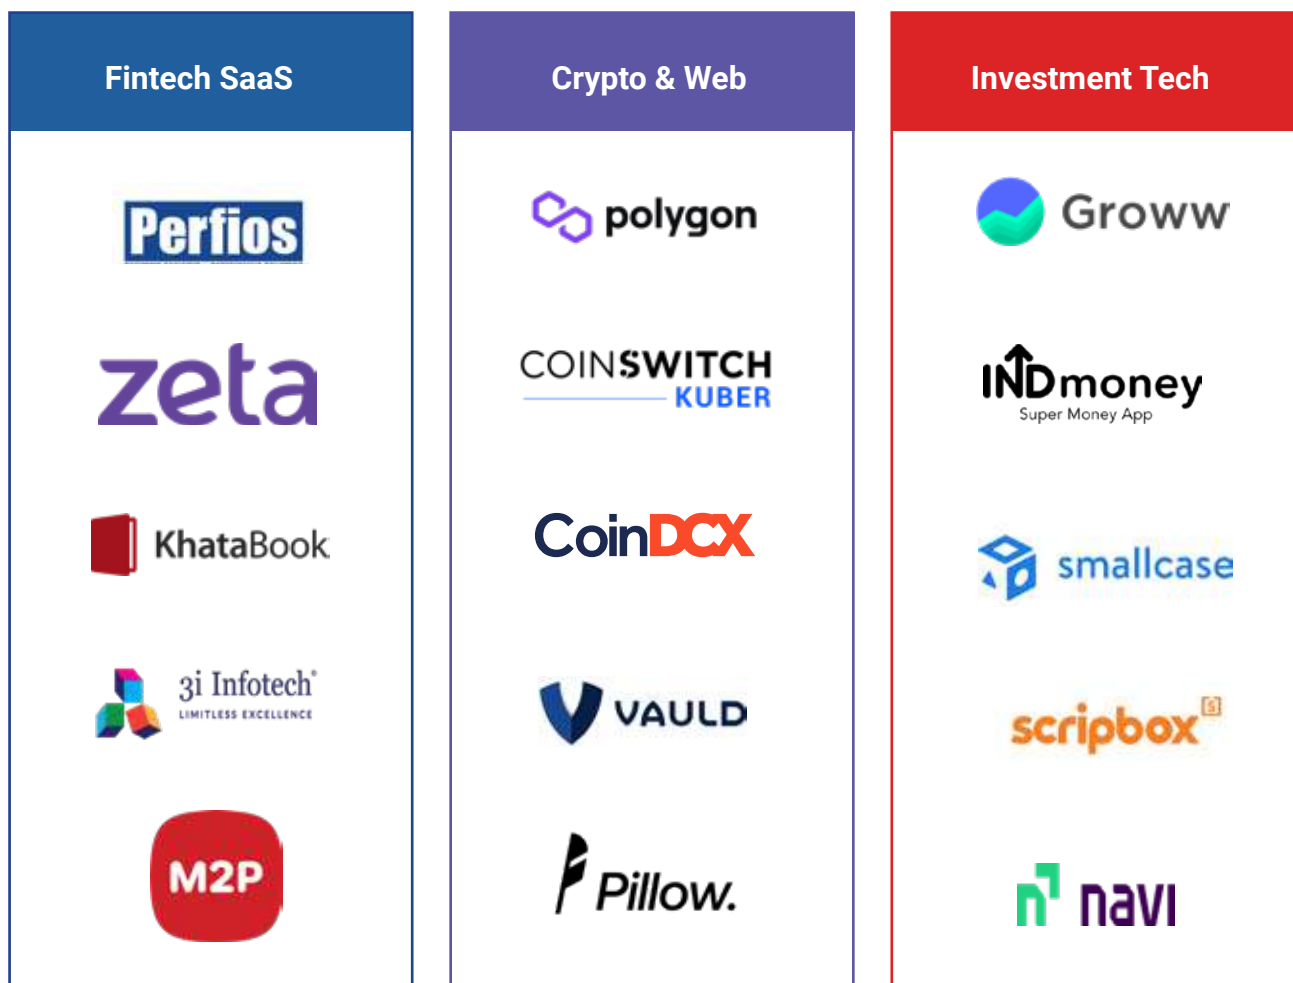 Fintech SaaS
Perfios
zeta
KhataBook
3i Infotech®
LIMITLESS EXCELLENCE
M2P
Crypto & Web
polygon
COINSWITCH
KUBER
CoinDCX
VAULD
Pillow.
Investment Tech
Groww
INDmoney
Super Money App
smallcase
scripbox [s]
navi